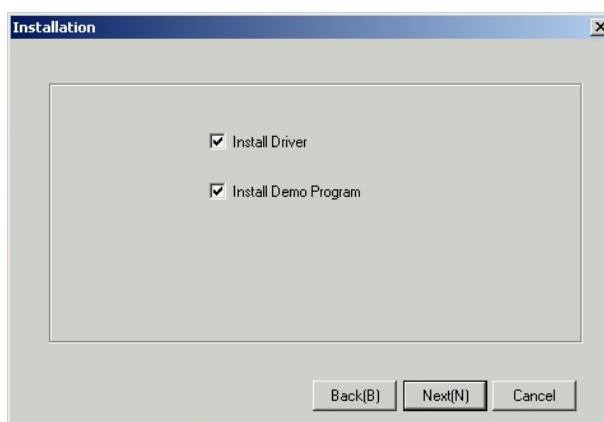 Installation
Install Driver
Install Demo Program
Back(B) Next(N) Cancel